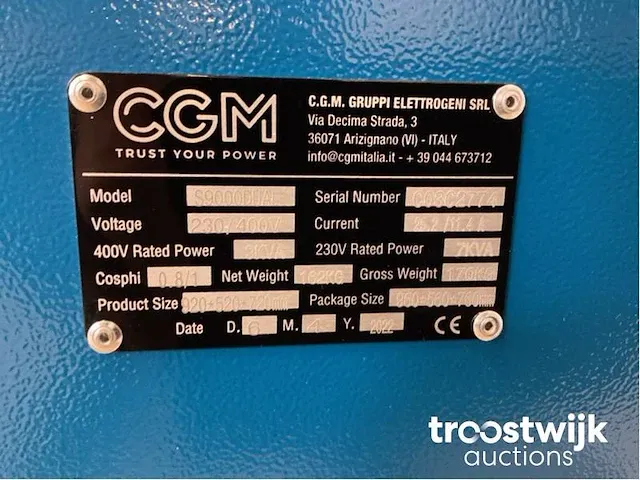 CGM
TRUST YOUR POWER
C.G.M. GRUPPI ELETTROGENI SRL
Via Decima Strada, 3
36071 Arizignano (VI) - ITALY
info@cgmitalia.it - + 39 044 673712
Model Serial Number
Voltage 230/400V Current
400V Rated Power 230V Rated Power 7KVA
Cosphi 0.8/1 Net Weight 162KG Gross Weight
Product Size Package Size
Date D. 6 M. 4 Y. 2022 CE
troostwijk
auctions